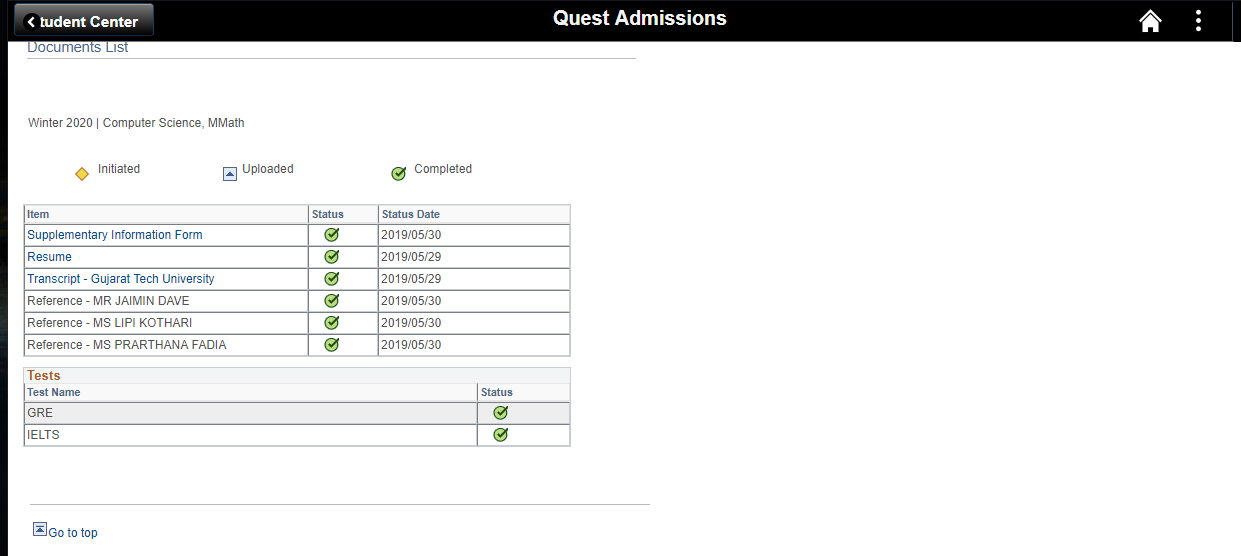 tudent Center
Quest Admissions
Documents List
Winter 2020 | Computer Science, MMath
Initiated Uploaded Completed
Item Status Status Date
Supplementary Information Form 2019/05/30
Resume 2019/05/29
Transcript - Gujarat Tech University 2019/05/29
Reference - MR JAIMIN DAVE 2019/05/30
Reference - MS LIPI KOTHARI 2019/05/30
Reference - MS PRARTHANA FADIA 2019/05/30
Tests
Test Name Status
GRE
IELTS
Go to top